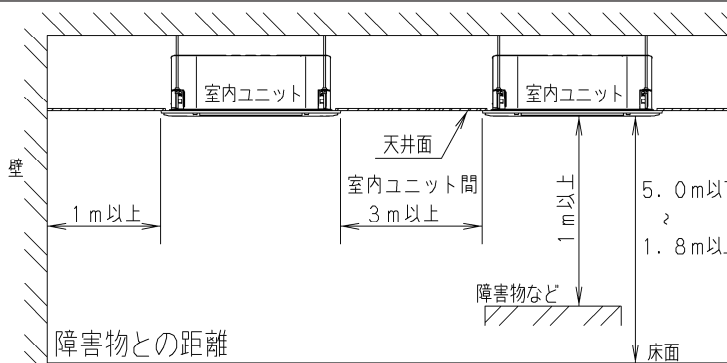 室内ユニット
室内ユニット
天井面
壁
室内ユニット間
1m以上
3m以上
1m以上
5.0m以下
~
1.8m以上
障害物など
障害物との距離
床面